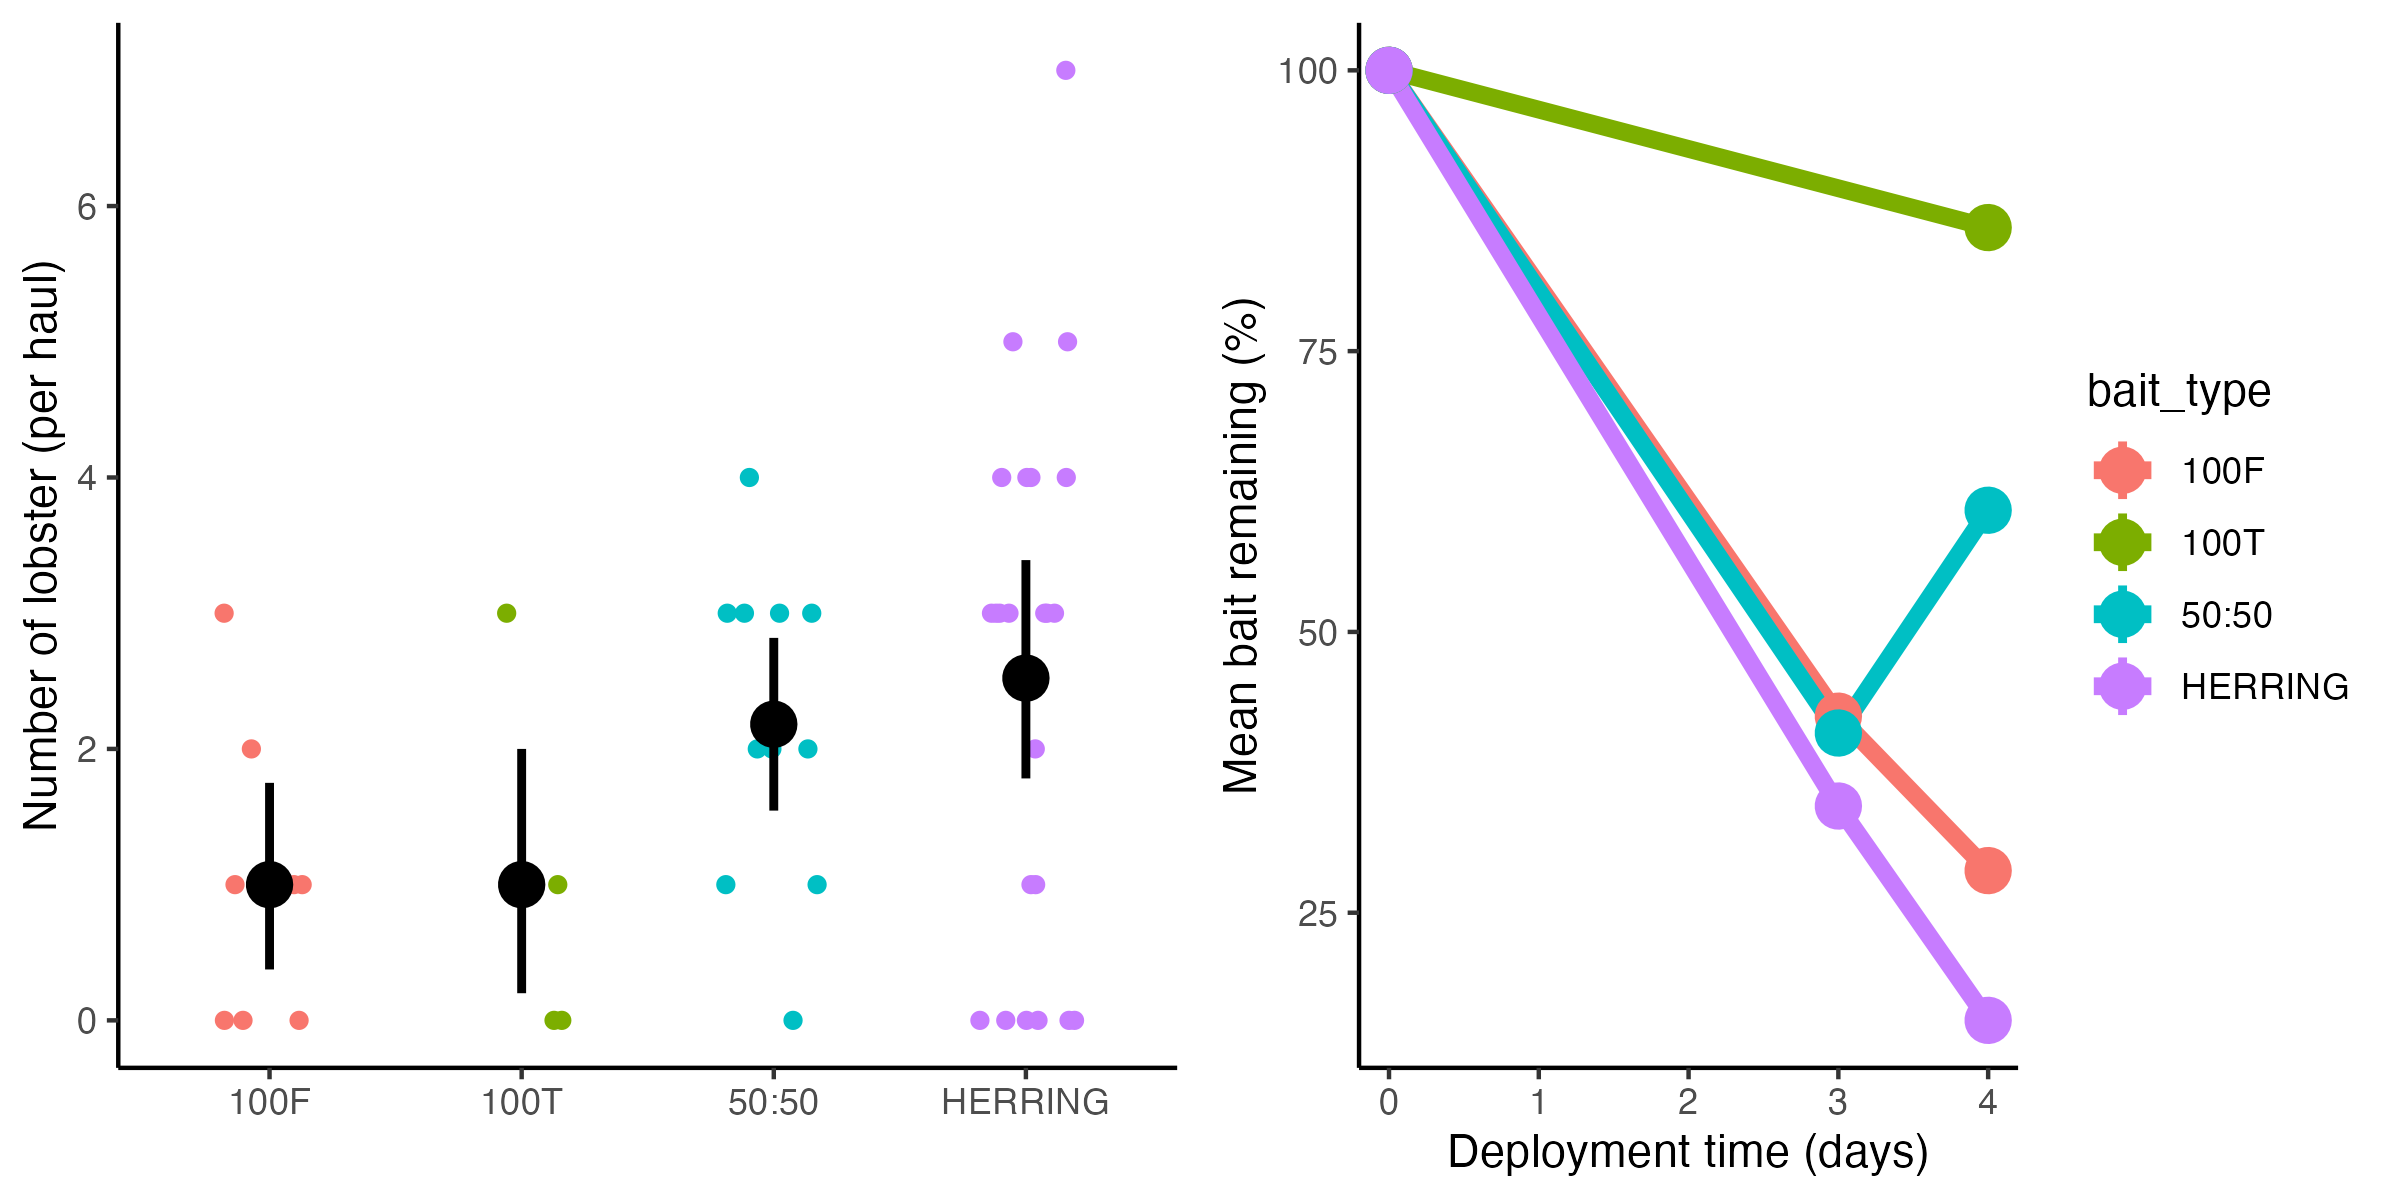 Number of lobster (per haul)
6
4
2
0
100F
100T
50:50
HERRING
Mean bait remaining (%)
100
75
50
25
0
1
2
3
4
Deployment time (days)
bait_type
100F
100T
50:50
HERRING